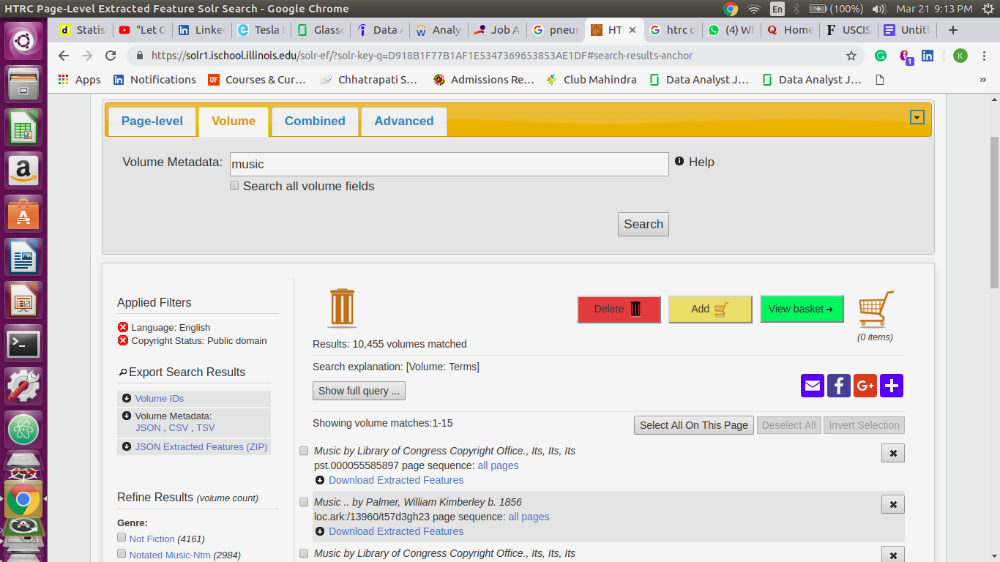 HTRC Page-Level Extracted Feature Solr Search - Google Chrome
En
(100%)
Mar 21 9:13 PM
Statis
"Let G
Linked
Tesla b
Glassd
Data A
Analy
Job A
pneun
HTR
htrc c
(4) Wh
Home
USCIS
Untitl
https://solr1.ischool.illinois.edu/solr-ef/?solr-key-q=D918B1F77B1AF1E5347369653853AE1DF#search-results-anchor
1
K
Apps
Notifications
UF
Courses & Cur…
Chhatrapati S…
Admissions Re…
Club Mahindra
Data Analyst J…
Data Analyst J…
»
Page-level
Volume
Combined
Advanced
Volume Metadata:
music
Help
Search all volume fields
Search
Applied Filters
Language: English
Copyright Status: Public domain
Export Search Results
Volume IDs
Volume Metadata:
JSON , CSV , TSV
JSON Extracted Features (ZIP)
Refine Results (volume count)
Genre:
Not Fiction (4161)
Notated Music-Ntm (2984)
Delete
Add
View basket →
(0 items)
Results: 10,455 volumes matched
Search explanation: [Volume: Terms]
Show full query ...
Showing volume matches:1-15
Select All On This Page
Deselect All
Invert Selection
Music by Library of Congress Copyright Office., Its, Its, Its
pst.000055585897 page sequence: all pages
Download Extracted Features
Music .. by Palmer, William Kimberley b. 1856
loc.ark:/13960/t57d3gh23 page sequence: all pages
Download Extracted Features
Music by Library of Congress Copyright Office., Its, Its, Its